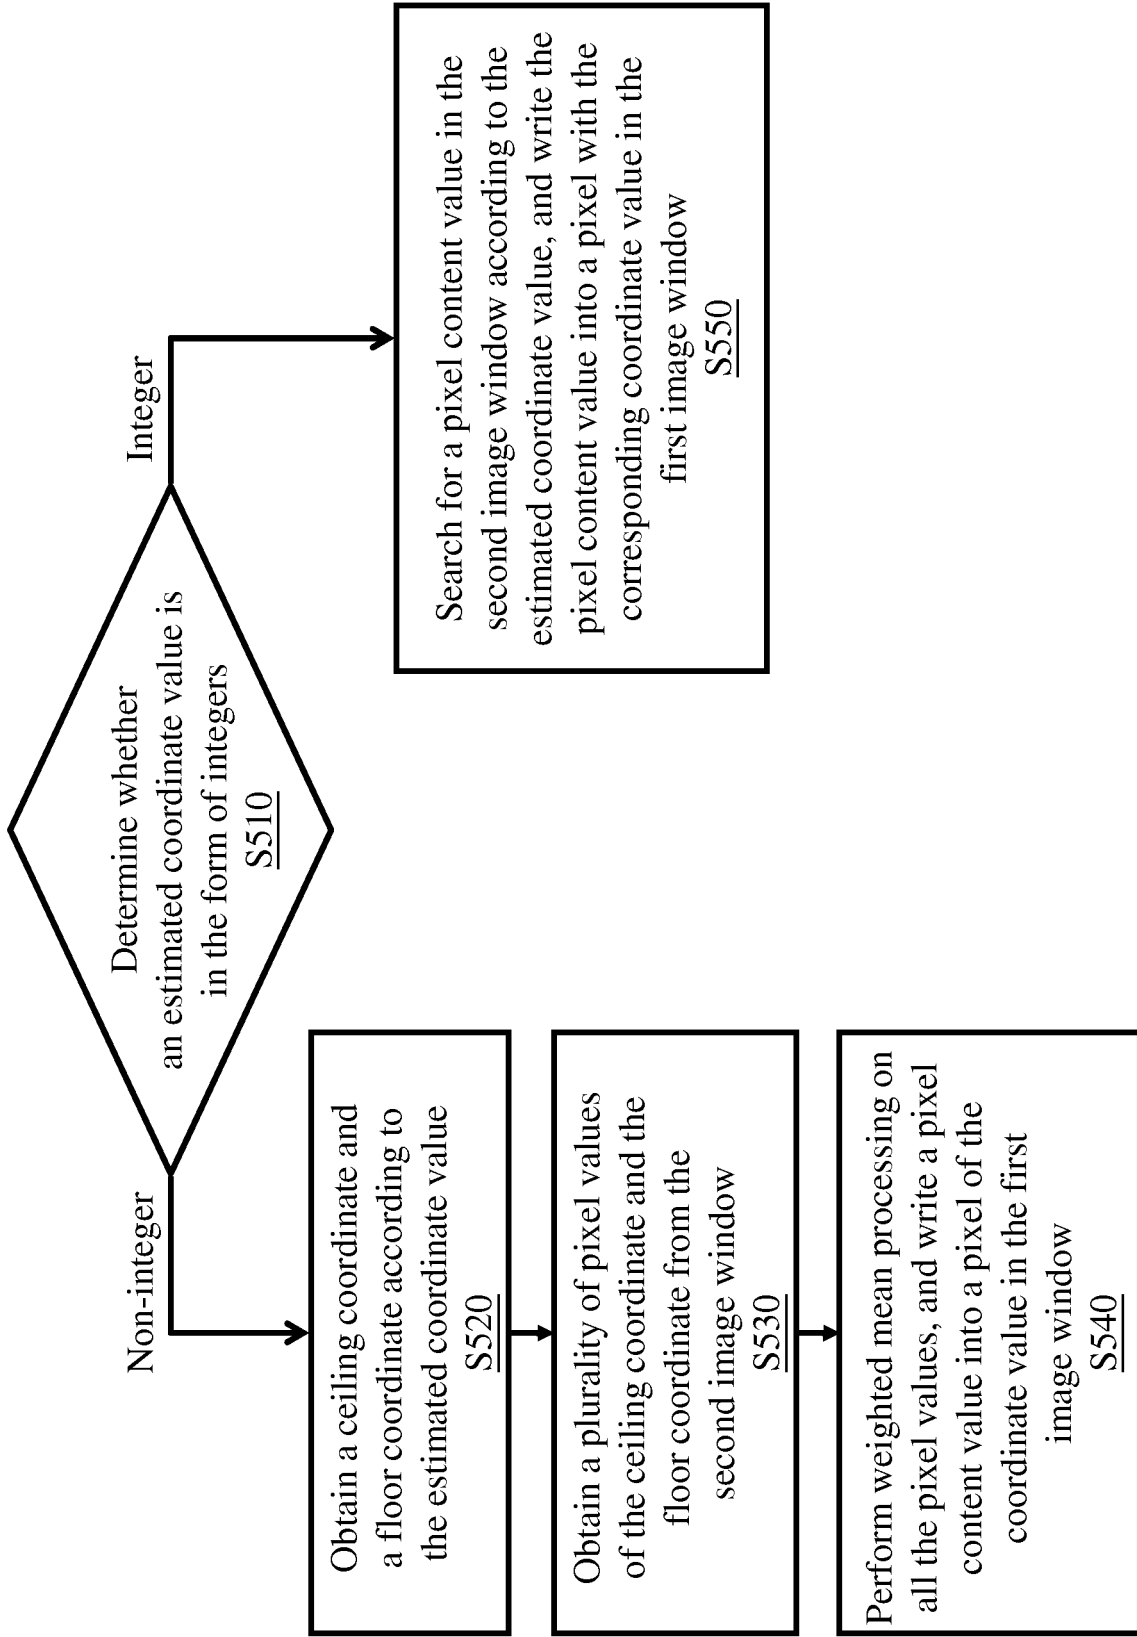 Determine whether
an estimated coordinate value is
in the form of integers
S510
Non-integer
Integer
Obtain a ceiling coordinate and
a floor coordinate according to
the estimated coordinate value
S520
Obtain a plurality of pixel values
of the ceiling coordinate and the
floor coordinate from the
second image window
S530
Perform weighted mean processing on
all the pixel values, and write a pixel
content value into a pixel of the
coordinate value in the first
image window
S540
Search for a pixel content value in the
second image window according to the
estimated coordinate value, and write the
pixel content value into a pixel with the
corresponding coordinate value in the
first image window
S550